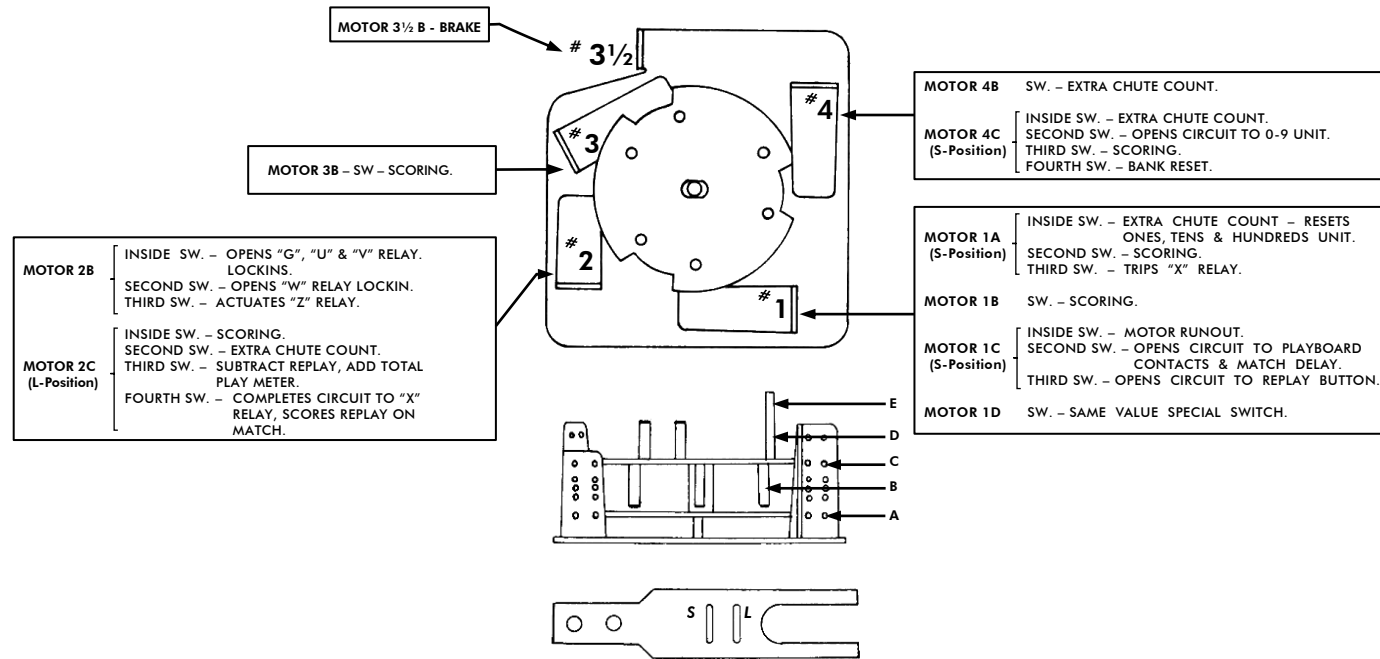 MOTOR 3½ B - BRAKE
# 3½
# 3
# 4
# 2
# 1
MOTOR 3B – SW – SCORING.
MOTOR 2B
INSIDE SW. – OPENS “G”, “U” & “V” RELAY.
LOCKINS.
SECOND SW. – OPENS “W” RELAY LOCKIN.
THIRD SW. – ACTUATES “Z” RELAY.
MOTOR 2C
(L-Position)
INSIDE SW. – SCORING.
SECOND SW. – EXTRA CHUTE COUNT.
THIRD SW. – SUBTRACT REPLAY, ADD TOTAL
PLAY METER.
FOURTH SW. – COMPLETES CIRCUIT TO “X”
RELAY, SCORES REPLAY ON
MATCH.
MOTOR 4B SW. – EXTRA CHUTE COUNT.
MOTOR 4C
(S-Position)
INSIDE SW. – EXTRA CHUTE COUNT.
SECOND SW. – OPENS CIRCUIT TO 0-9 UNIT.
THIRD SW. – SCORING.
FOURTH SW. – BANK RESET.
MOTOR 1A
(S-Position)
INSIDE SW. – EXTRA CHUTE COUNT – RESETS
ONES, TENS & HUNDREDS UNIT.
SECOND SW. – SCORING.
THIRD SW. – TRIPS “X” RELAY.
MOTOR 1B SW. – SCORING.
MOTOR 1C
(S-Position)
INSIDE SW. – MOTOR RUNOUT.
SECOND SW. – OPENS CIRCUIT TO PLAYBOARD
CONTACTS & MATCH DELAY.
THIRD SW. – OPENS CIRCUIT TO REPLAY BUTTON.
MOTOR 1D SW. – SAME VALUE SPECIAL SWITCH.
E
D
C
B
A
S L